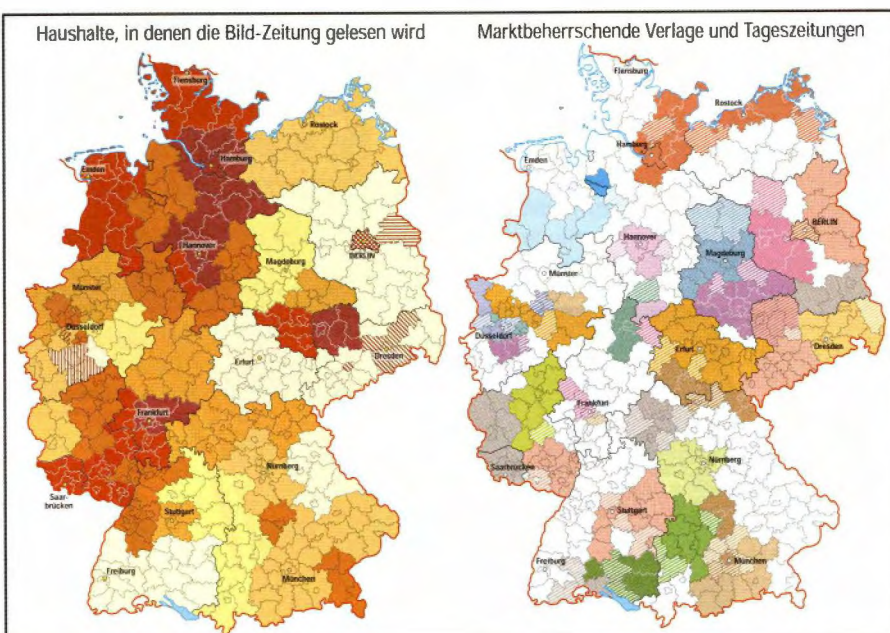 Haushalte, in denen die Bild-Zeitung gelesen wird
Flensburg
Rostock
Hamburg
Emden
BERLIN
Hannover
Magdeburg
Münster
Düsseldorf
Erfurt
Dresden
Frankfurt
Nürnberg
Saar-
brücken
Stuttgart
Freiburg
München
Marktbeherrschende Verlage und Tageszeitungen
Flensburg
Rostock
Hamburg
Emden
BERLIN
Hannover
Magdeburg
Münster
Düsseldorf
Erfurt
Dresden
Frankfurt
Saarbrücken
Nürnberg
Stuttgart
Freiburg
München